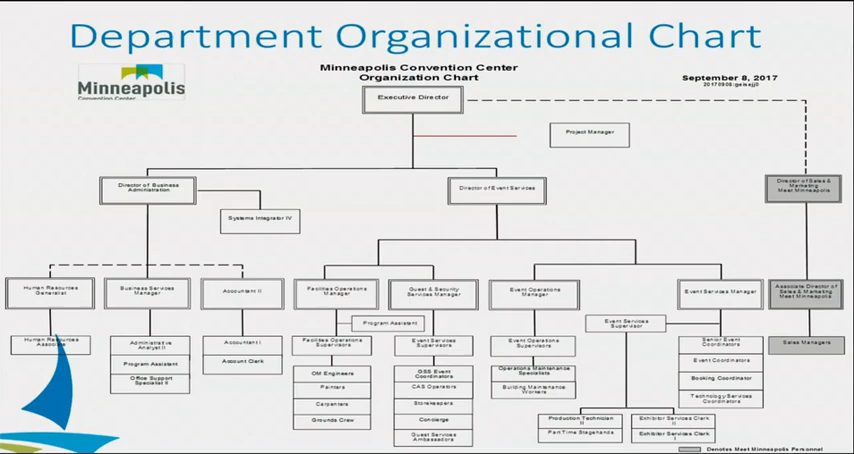 Department Organizational Chart
Minneapolis Convention Center
Organization Chart
Minneapolis
Convention Center
September 8, 2017
Executive Director
Project Manager
Director of Business
Administration
Director of Event Services
Director of Sales &
Marketing
Meet Minneapolis
Systems Integrator IV
Human Resources
Generalist
Business Services
Manager
Accountant II
Facilities Operations
Manager
Guest & Security
Services Manager
Event Operations
Manager
Event Services Manager
Associate Director of
Sales & Marketing
Meet Minneapolis
Program Assistant
Event Services
Supervisor
Human Resources
Associate
Administrative
Analyst II
Program Assistant
Office Support
Specialist II
Accountant I
Account Clerk
Facilities Operations
Supervisors
OM Engineers
Painters
Carpenters
Grounds Crew
Event Services
Supervisors
GSS Event
Coordinators
CAS Operators
Storekeepers
Concierge
Guest Services
Ambassadors
Event Operations
Supervisors
Operations Maintenance
Specialists
Building Maintenance
Workers
Senior Event
Coordinators
Event Coordinators
Booking Coordinator
Technology Services
Coordinators
Sales Managers
Production Technician
II
Part Time Stagehands
Exhibitor Services Clerk
II
Exhibitor Services Clerk
I
Denotes Meet Minneapolis Personnel